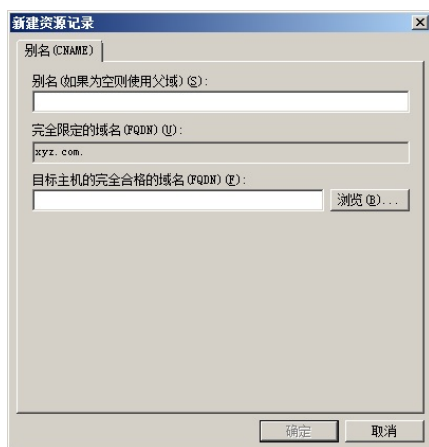 新建资源记录
别名(CNAME)
别名(如果为空则使用父域)(S):
完全限定的域名(FQDN)(U):
xyz.com.
目标主机的完全合格的域名(FQDN)(F):
浏览(B)...
确定 取消